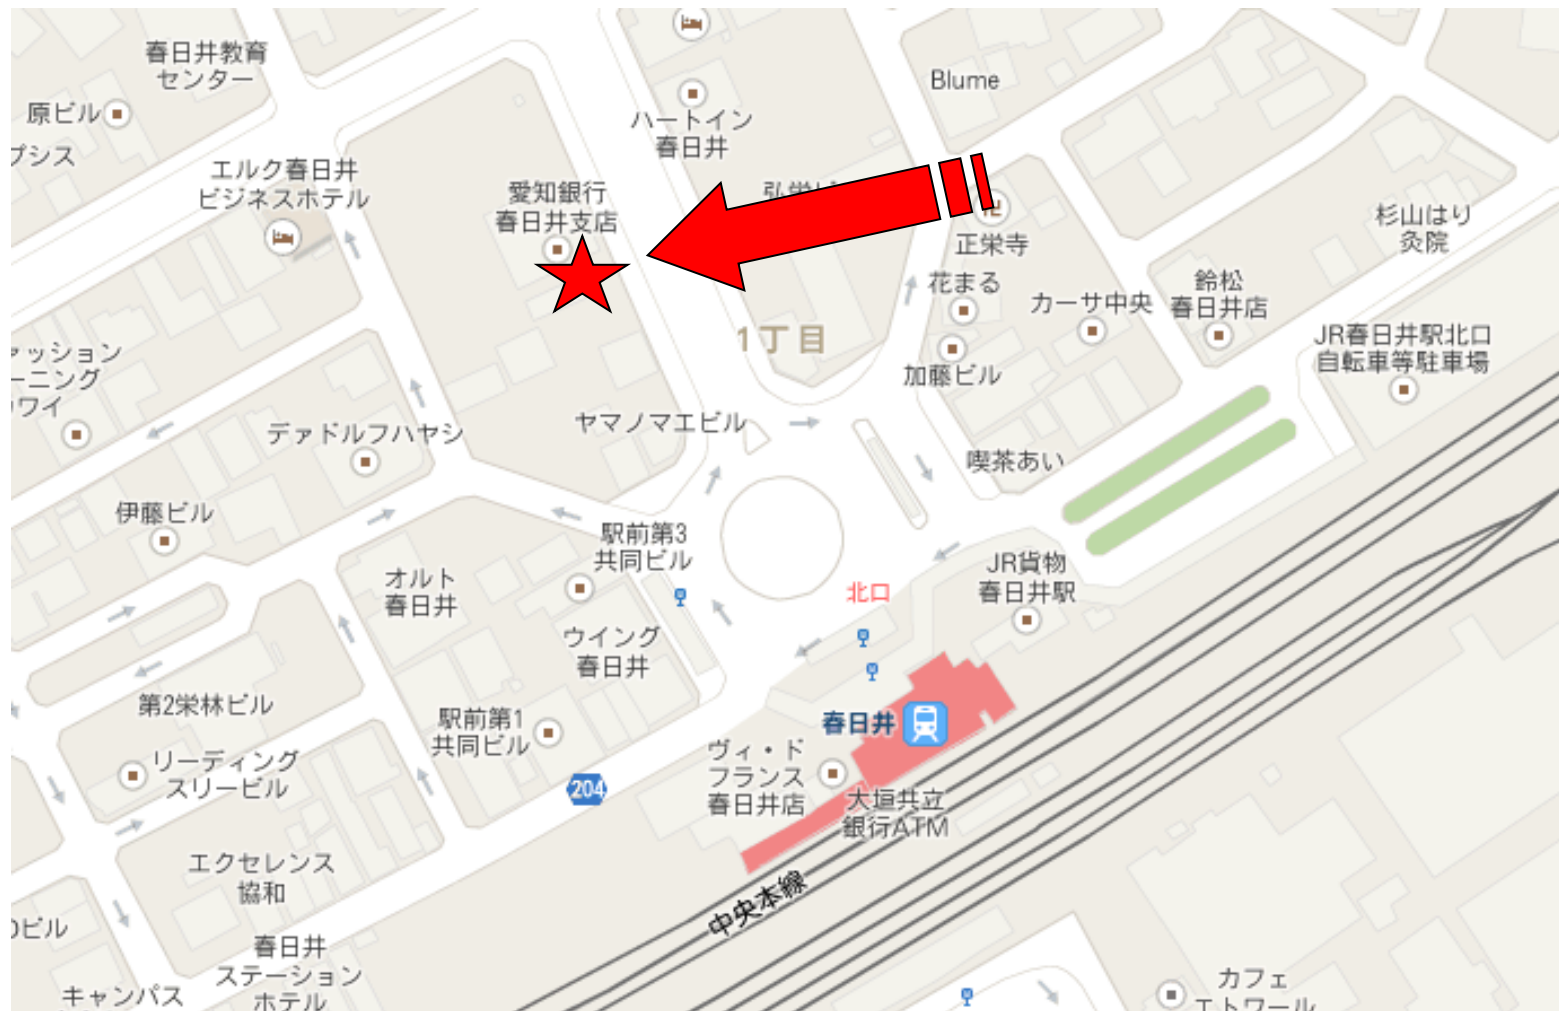 春日井教育
センター
原ビル
プシス
エルク春日井
ビジネスホテル
愛知銀行
春日井支店
ハートイン
春日井
Blume
正栄寺
花まる
カーサ中央
鈴松
春日井店
杉山はり
灸院
JR春日井駅北口
自転車等駐車場
加藤ビル
1丁目
ヤマノマエビル
喫茶あい
ァッション
ーニング
ワイ
デァドルフハヤシ
伊藤ビル
駅前第3
共同ビル
オルト
春日井
北口
JR貨物
春日井駅
ウイング
春日井
第2栄林ビル
駅前第1
共同ビル
春日井
リーディング
スリービル
204
ヴィ・ド
フランス
春日井店
大垣共立
銀行ATM
エクセレンス
協和
中央本線
ビル
春日井
ステーション
ホテル
キャンパス
カフェ
エトワール